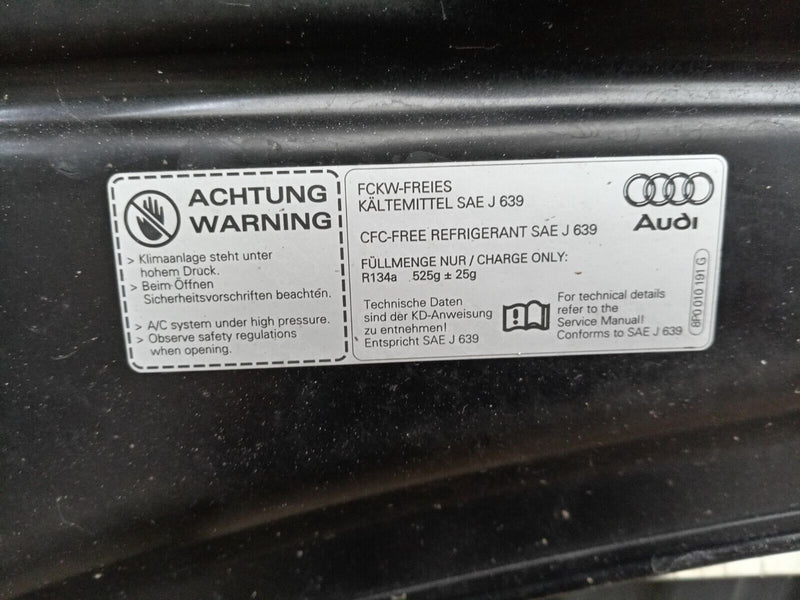 ACHTUNG
WARNING
> Klimaanlage steht unter
hohem Druck.
> Beim Öffnen
Sicherheitsvorschriften beachten.
> A/C system under high pressure.
> Observe safety regulations
when opening.
FCKW-FREIES
KÄLTEMITTEL SAE J 639
CFC-FREE REFRIGERANT SAE J 639
FÜLLMENGE NUR / CHARGE ONLY:
R134a 525g ± 25g
Technische Daten
sind der KD-Anweisung
zu entnehmen!
Entspricht SAE J 639
For technical details
refer to the
Service Manual!
Conforms to SAE J 639
Audi
8P0 010 191 G